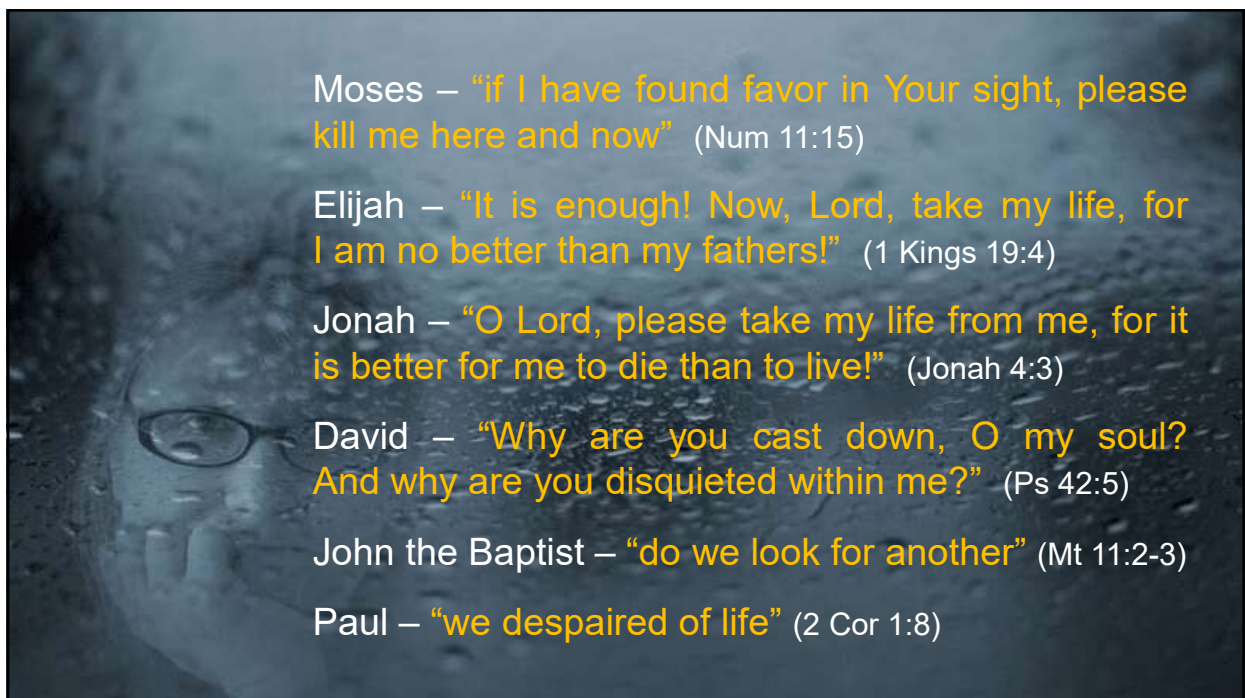 Moses – “if I have found favor in Your sight, please
kill me here and now” (Num 11:15)
Elijah – “It is enough! Now, Lord, take my life, for
I am no better than my fathers!” (1 Kings 19:4)
Jonah – “O Lord, please take my life from me, for it
is better for me to die than to live!” (Jonah 4:3)
David – “Why are you cast down, O my soul?
And why are you disquieted within me?” (Ps 42:5)
John the Baptist – “do we look for another” (Mt 11:2-3)
Paul – “we despaired of life” (2 Cor 1:8)